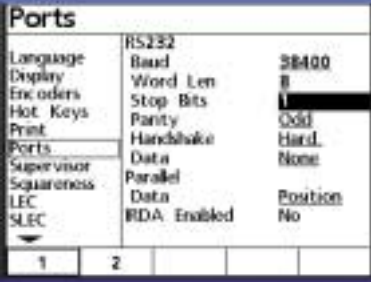 Ports
Language
Display
Encoders
Hot Keys
Print
Ports
Supervisor
Squareness
LEC
SLEC
RS232
Baud 38400
Word Len 8
Stop Bits 1
Parity Odd
Handshake Hard.
Data None
Parallel
Data Position
IRDA Enabled No
1 2